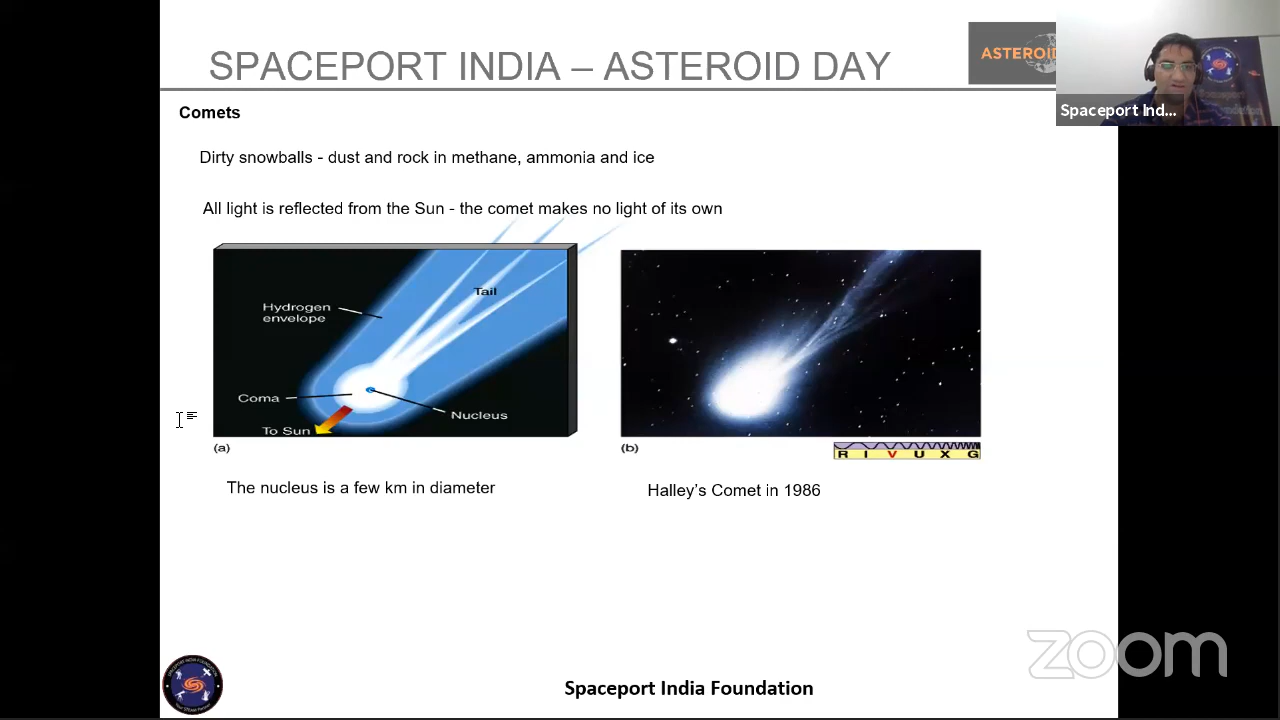 SPACEPORT INDIA – ASTEROID DAY
ASTEROID
Spaceport Ind...
Comets
Dirty snowballs - dust and rock in methane, ammonia and ice
All light is reflected from the Sun - the comet makes no light of its own
Tail
Hydrogen
envelope
Coma
Nucleus
To Sun
(a)
(b)
R I V U X G
The nucleus is a few km in diameter
Halley's Comet in 1986
zoom
Spaceport India Foundation